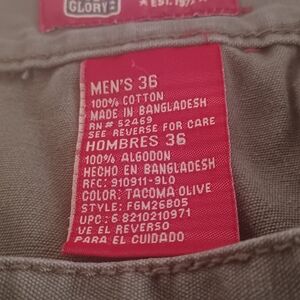 GLORY
EST. 197
MEN'S 36
100% COTTON
MADE IN BANGLADESH
RN# 52469
SEE REVERSE FOR CARE
HOMBRES 36
100% ALGODON
HECHO EN BANGLADESH
RFC: 910911-9L0
COLOR: TACOMA OLIVE
STYLE: FGM26805
UPC: 6 8210210971
VE EL REVERSO
PARA EL CUIDADO